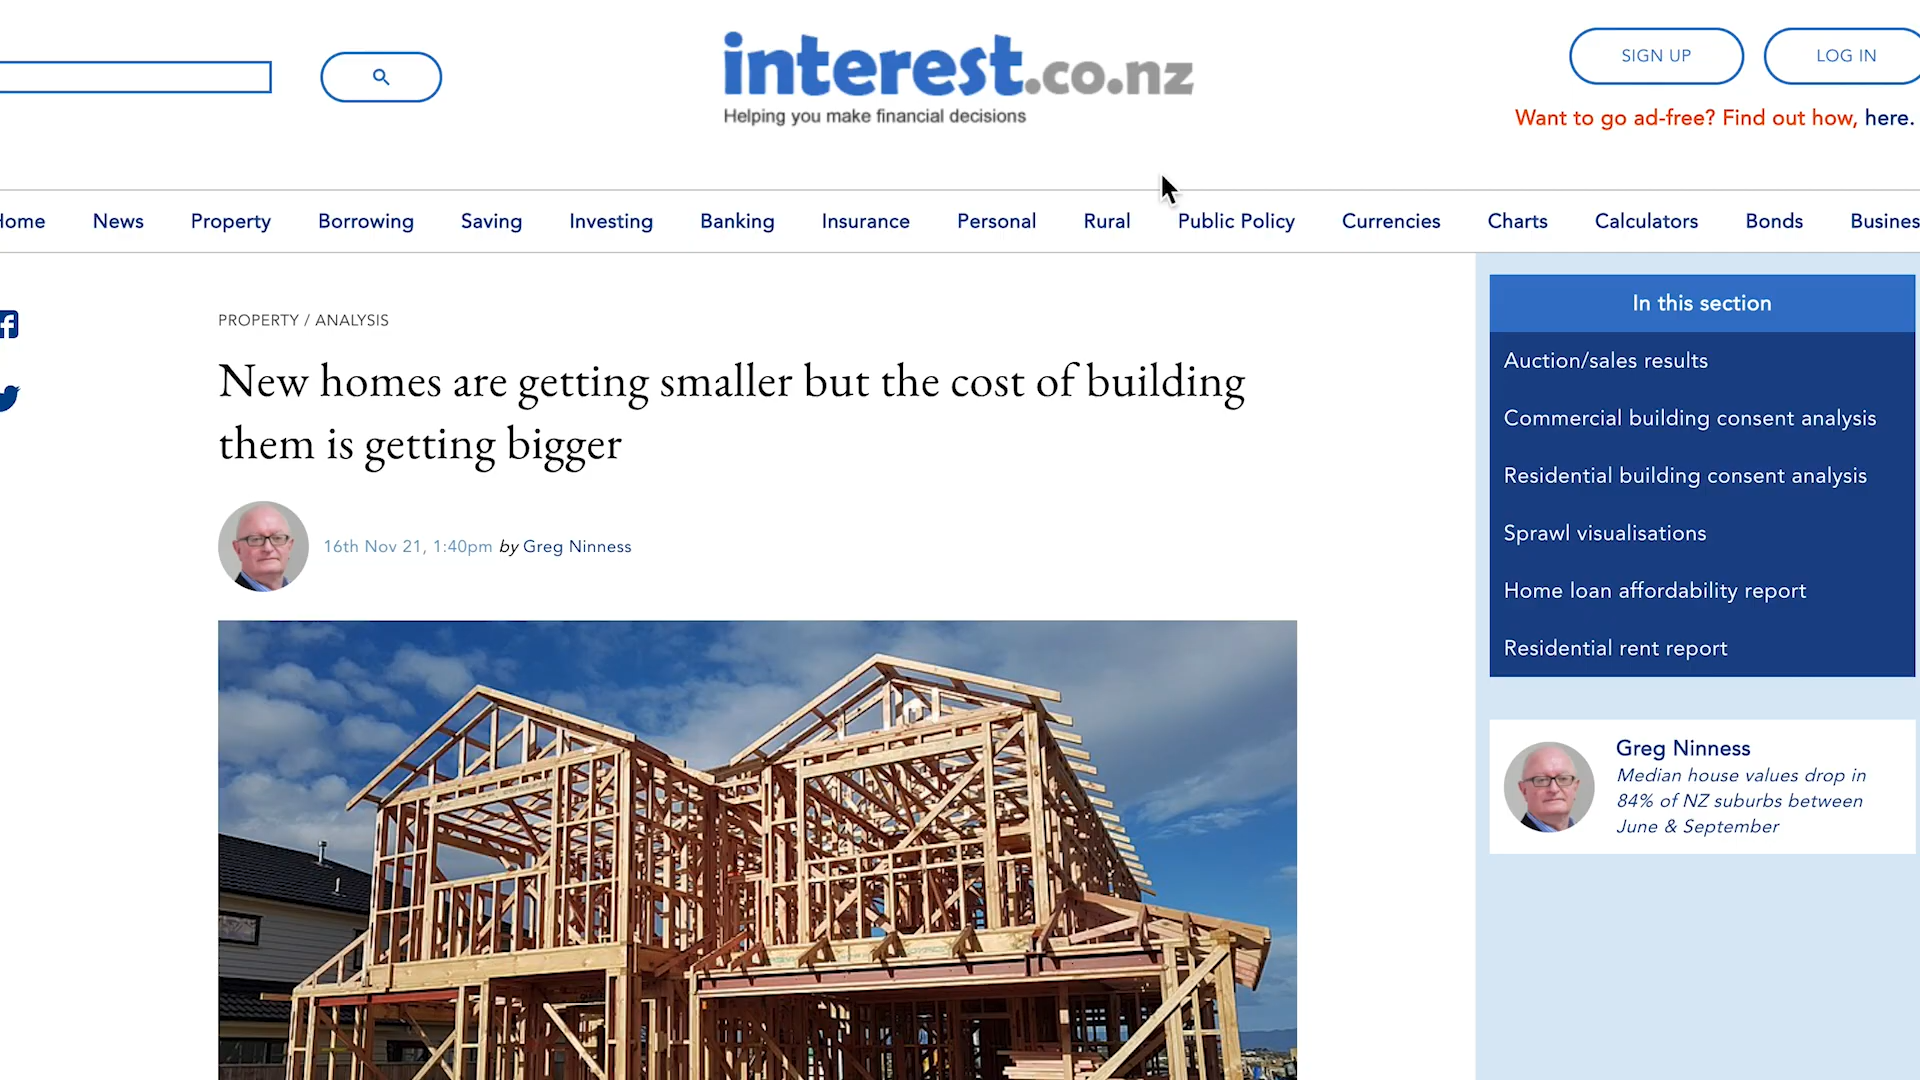 interest.co.nz
Helping you make financial decisions
SIGN UP
LOG IN
Want to go ad-free? Find out how, here.
Home
News
Property
Borrowing
Saving
Investing
Banking
Insurance
Personal
Rural
Public Policy
Currencies
Charts
Calculators
Bonds
Busines
PROPERTY / ANALYSIS
New homes are getting smaller but the cost of building
them is getting bigger
16th Nov 21, 1:40pm by Greg Ninness
In this section
Auction/sales results
Commercial building consent analysis
Residential building consent analysis
Sprawl visualisations
Home loan affordability report
Residential rent report
Greg Ninness
Median house values drop in
84% of NZ suburbs between
June & September